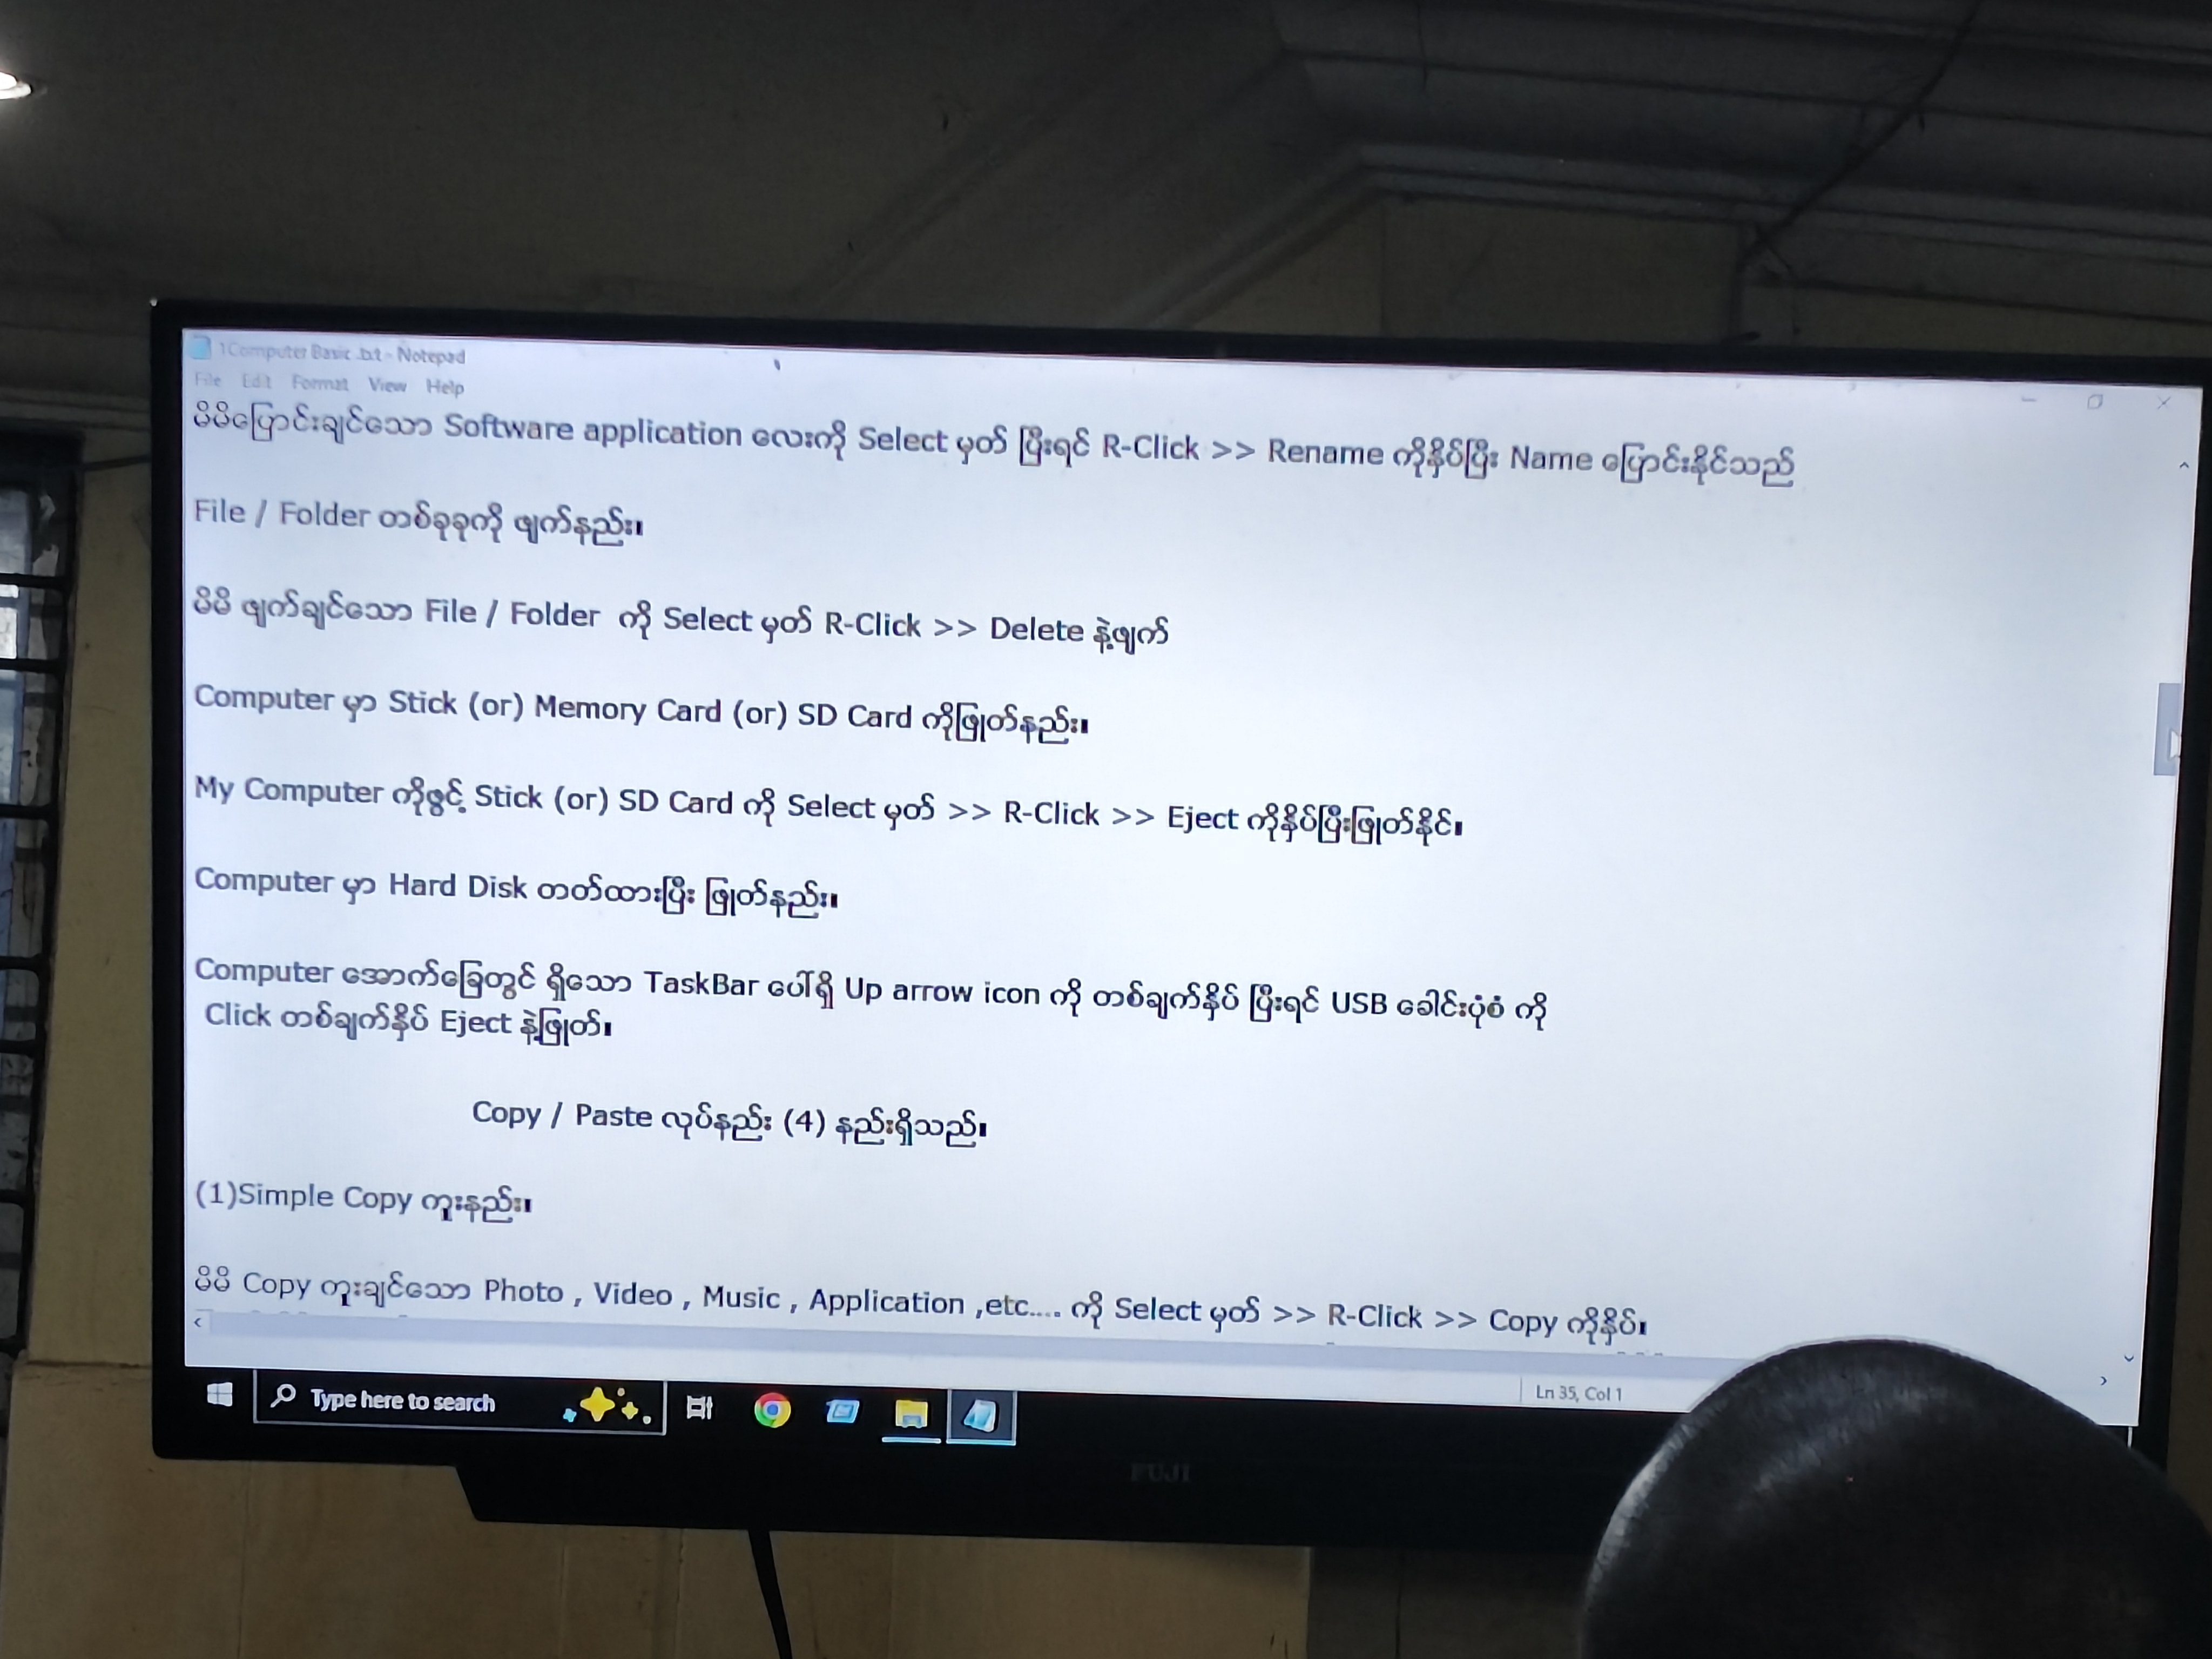 1Computer Basic .txt - Notepad
File Edit Format View Help
မိမိပြောင်းချင်သော Software application လေးကို Select မှတ် ပြီးရင် R-Click >> Rename ကိုနှိပ်ပြီး Name ပြောင်းနိုင်သည်
File / Folder တစ်ခုခုကို ဖျက်နည်း။
မိမိ ဖျက်ချင်သော File / Folder ကို Select မှတ် R-Click >> Delete နဲ့ဖျက်
Computer မှာ Stick (or) Memory Card (or) SD Card ကိုဖြုတ်နည်း။
My Computer ကိုဖွင့် Stick (or) SD Card ကို Select မှတ် >> R-Click >> Eject ကိုနှိပ်ပြီးဖြုတ်နိုင်။
Computer မှာ Hard Disk တတ်ထားပြီး ဖြုတ်နည်း။
Computer အောက်ခြေတွင် ရှိသော TaskBar ပေါ်ရှိ Up arrow icon ကို တစ်ချက်နှိပ် ပြီးရင် USB ခေါင်းပုံစံ ကို
Click တစ်ချက်နှိပ် Eject နဲ့ဖြုတ်။
Copy / Paste လုပ်နည်း (4) နည်းရှိသည်။
(1)Simple Copy ကူးနည်း။
မိမိ Copy ကူးချင်သော Photo , Video , Music , Application ,etc.... ကို Select မှတ် >> R-Click >> Copy ကိုနှိပ်။
Ln 35, Col 1
Type here to search
FUJI